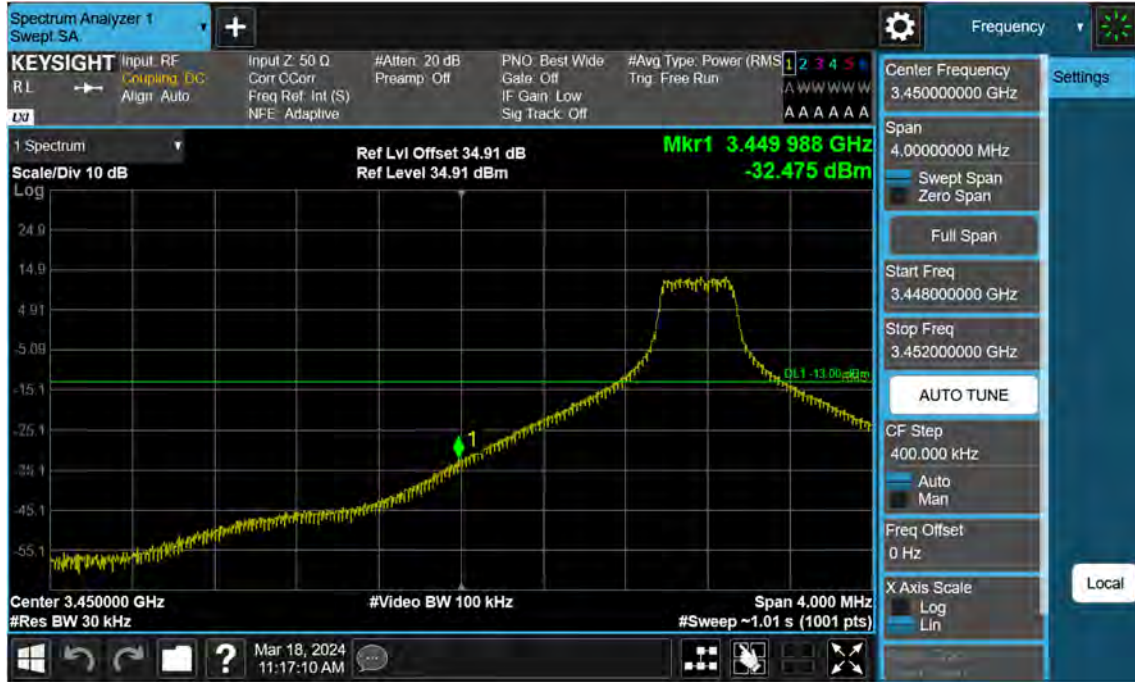 Spectrum Analyzer 1
Swept SA
Frequency
KEYSIGHT
RL
LXI
Input: RF
Coupling: DC
Align: Auto
Input Z: 50 Ω
Corr CCorr
Freq Ref: Int (S)
NFE: Adaptive
#Atten: 20 dB
Preamp: Off
PNO: Best Wide
Gate: Off
IF Gain: Low
Sig Track: Off
#Avg Type: Power (RMS
Trig: Free Run
1 2 3 4 5 6
A W W W W W
A A A A A A
1 Spectrum
Scale/Div 10 dB
Log
Ref Lvl Offset 34.91 dB
Ref Level 34.91 dBm
Mkr1 3.449 988 GHz
-32.475 dBm
24.9
14.9
4.91
-5.09
-15.1
-25.1
-35.1
-45.1
-55.1
DL1 -13.00 dBm
1
Center 3.450000 GHz
#Res BW 30 kHz
#Video BW 100 kHz
Span 4.000 MHz
#Sweep ~1.01 s (1001 pts)
Mar 18, 2024
11:17:10 AM
?
Center Frequency
3.450000000 GHz
Span
4.00000000 MHz
Swept Span
Zero Span
Full Span
Start Freq
3.448000000 GHz
Stop Freq
3.452000000 GHz
AUTO TUNE
CF Step
400.000 kHz
Auto
Man
Freq Offset
0 Hz
X Axis Scale
Log
Lin
Settings
Local